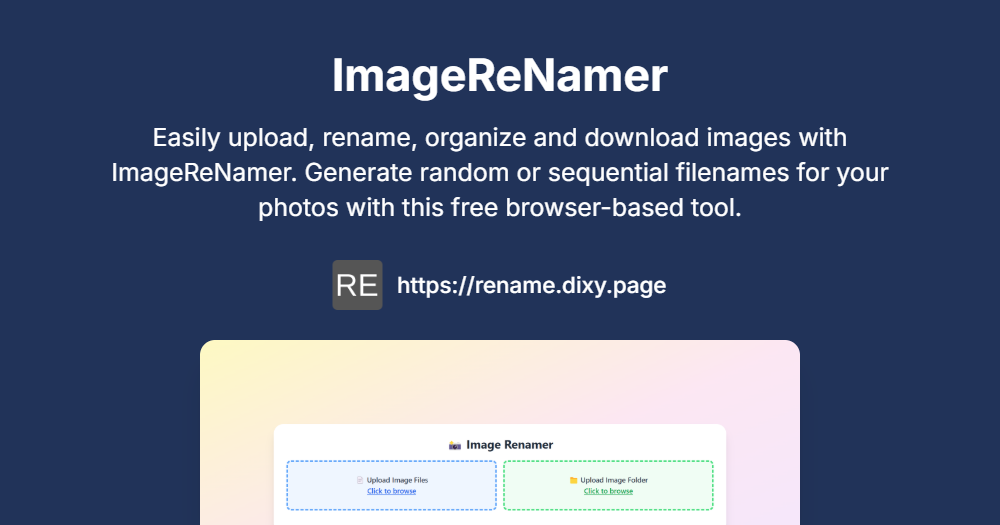 ImageReNamer
Easily upload, rename, organize and download images with
ImageReNamer. Generate random or sequential filenames for your
photos with this free browser-based tool.
RE https://rename.dixy.page
Image Renamer
Upload Image Files
Click to browse
Upload Image Folder
Click to browse